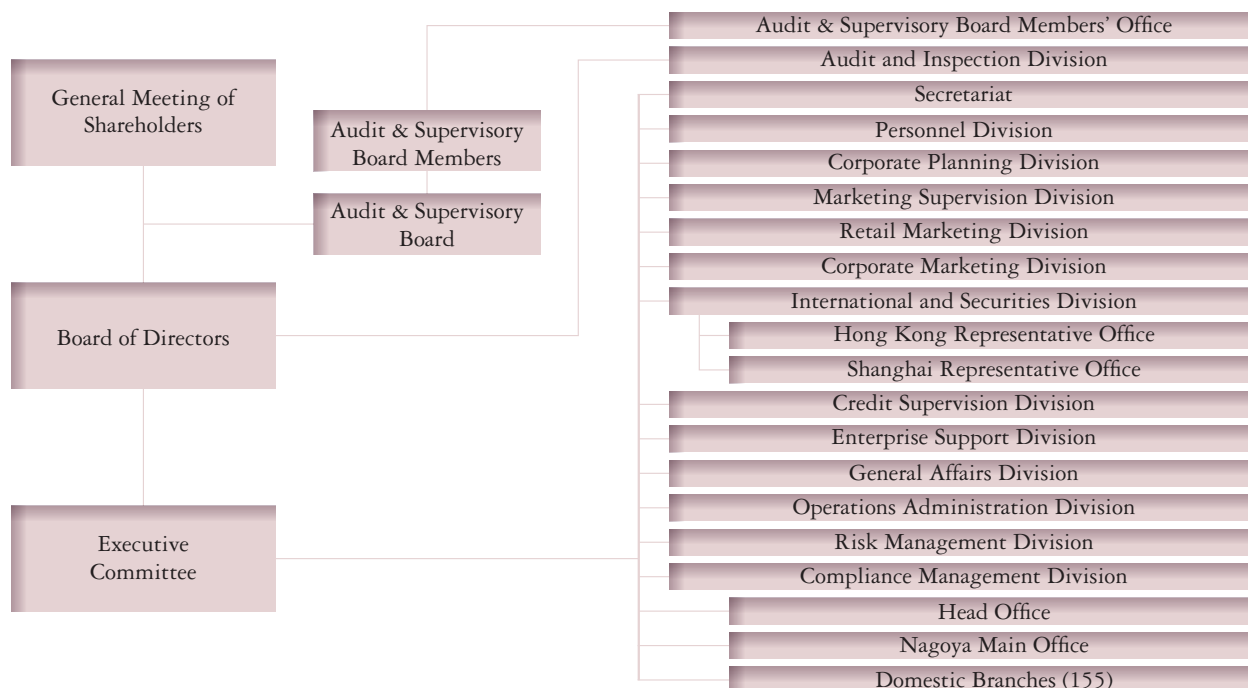 General Meeting of
Shareholders
Board of Directors
Executive
Committee
Audit & Supervisory
Board Members
Audit & Supervisory
Board
Audit & Supervisory Board Members’ Office
Audit and Inspection Division
Secretariat
Personnel Division
Corporate Planning Division
Marketing Supervision Division
Retail Marketing Division
Corporate Marketing Division
International and Securities Division
Hong Kong Representative Office
Shanghai Representative Office
Credit Supervision Division
Enterprise Support Division
General Affairs Division
Operations Administration Division
Risk Management Division
Compliance Management Division
Head Office
Nagoya Main Office
Domestic Branches (155)